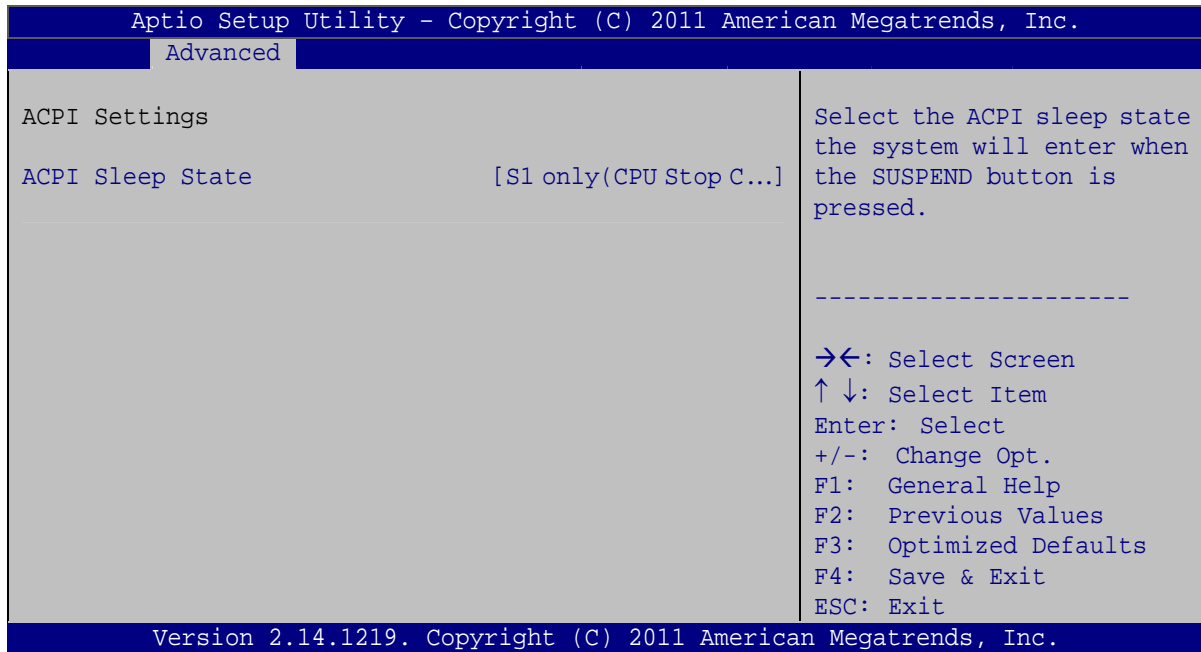 Aptio Setup Utility – Copyright (C) 2011 American Megatrends, Inc.
Advanced
ACPI Settings
ACPI Sleep State [S1 only(CPU Stop C...]
Select the ACPI sleep state
the system will enter when
the SUSPEND button is
pressed.
----------------------
→←: Select Screen
↑ ↓: Select Item
Enter: Select
+/-: Change Opt.
F1: General Help
F2: Previous Values
F3: Optimized Defaults
F4: Save & Exit
ESC: Exit
Version 2.14.1219. Copyright (C) 2011 American Megatrends, Inc.